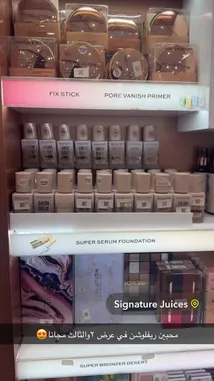 FIX STICK
PORE VANISH PRIMER
SUPER SERUM FOUNDATION
Signature Juices
محبين ريفلوشن في عرض ٢والثالث مجانا😍
SUPER BRONZER DESERT